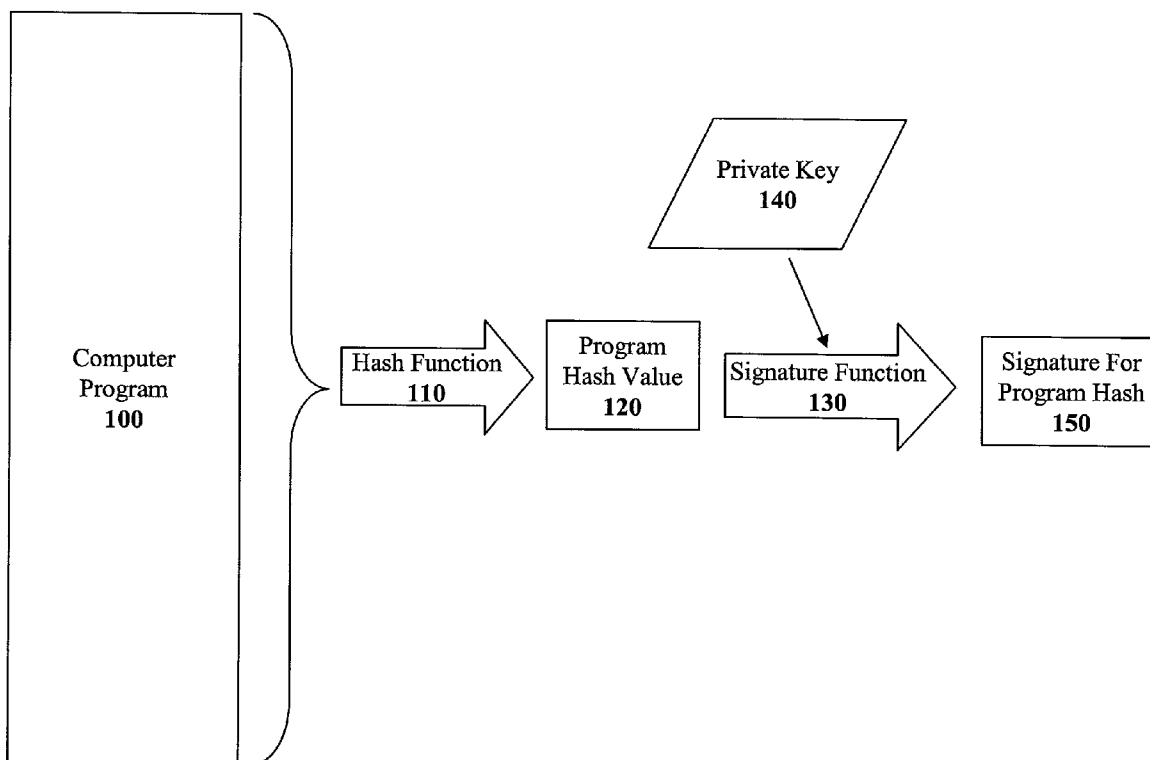 Computer
Program
100
Hash Function
110
Program
Hash Value
120
Private Key
140
Signature Function
130
Signature For
Program Hash
150